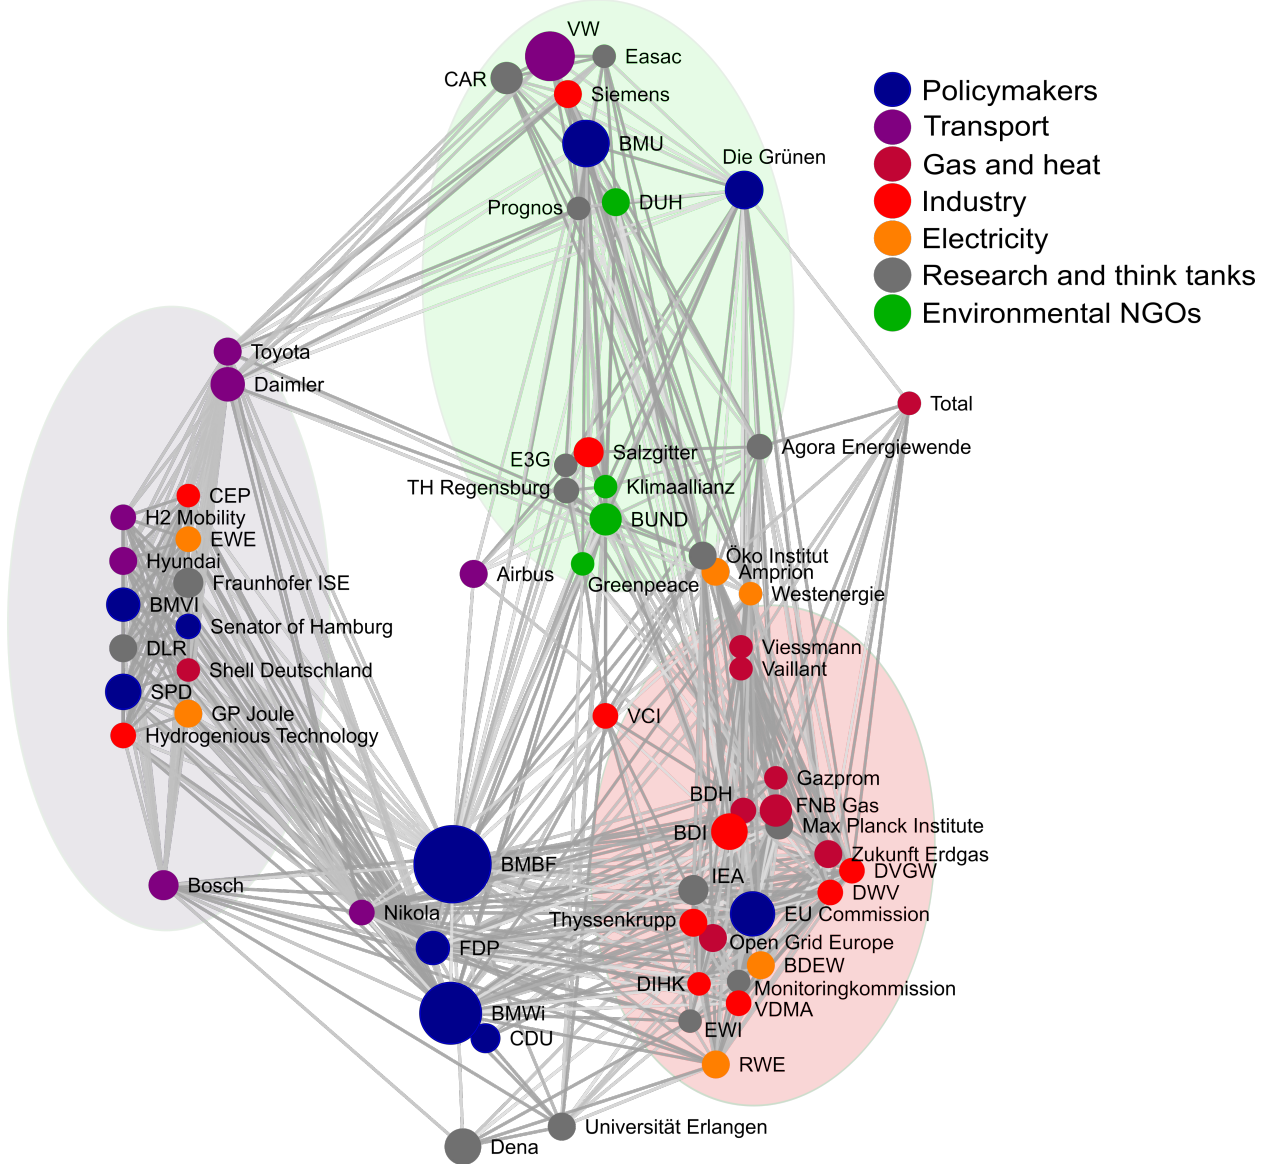 VW
Easac
CAR
Siemens
BMU
Die Grünen
Prognos
DUH
Policymakers
Transport
Gas and heat
Industry
Electricity
Research and think tanks
Environmental NGOs
Toyota
Daimler
Total
Salzgitter
Agora Energiewende
E3G
TH Regensburg
Klimaallianz
BUND
CEP
H2 Mobility
EWE
Hyundai
Fraunhofer ISE
BMVI
Senator of Hamburg
DLR
Shell Deutschland
SPD
GP Joule
Hydrogenious Technology
Airbus
Greenpeace
Öko Institut
Amprion
Westenergie
Viessmann
Vaillant
VCI
Gazprom
BDH
FNB Gas
Max Planck Institute
BDI
Zukunft Erdgas
DVGW
IEA
DWV
EU Commission
Thyssenkrupp
Open Grid Europe
BDEW
DIHK
Monitoringkommission
VDMA
EWI
RWE
Bosch
BMBF
Nikola
FDP
BMWi
CDU
Universität Erlangen
Dena